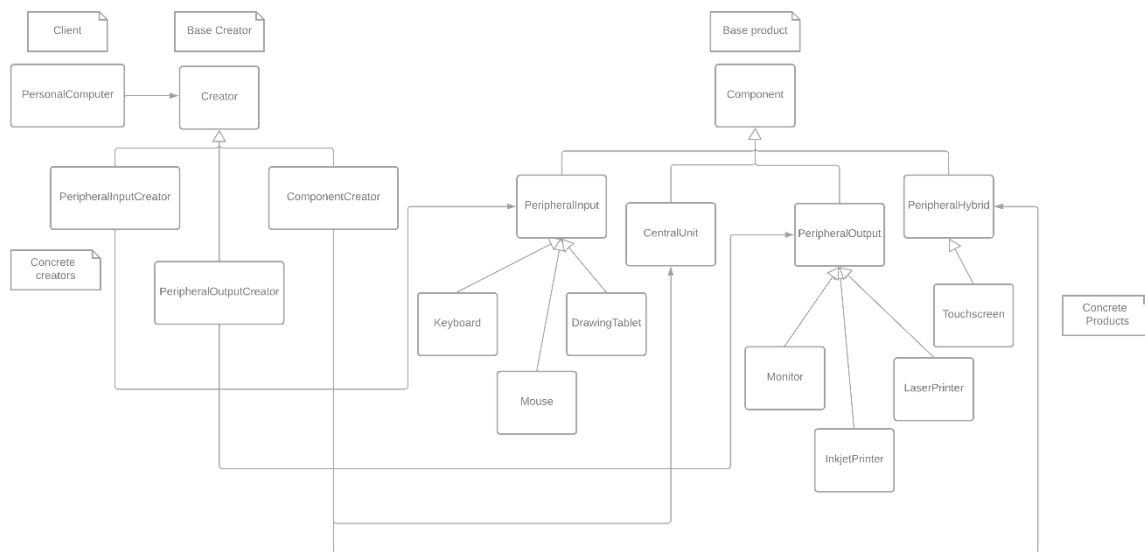 Client
Base Creator
Base product
PersonalComputer
Creator
Component
PeripheralInputCreator
ComponentCreator
PeripheralInput
CentralUnit
PeripheralOutput
PeripheralHybrid
Concrete
creators
PeripheralOutputCreator
Keyboard
DrawingTablet
Touchscreen
Concrete
Products
Mouse
Monitor
LaserPrinter
InkjetPrinter